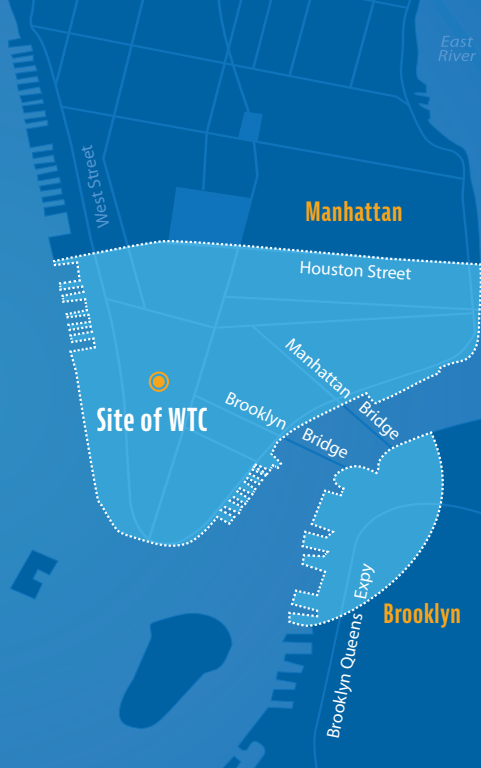 East
River
West Street
Manhattan
Houston Street
Manhattan
Bridge
Brooklyn
Bridge
Site of WTC
Brooklyn Queens Expy
Brooklyn